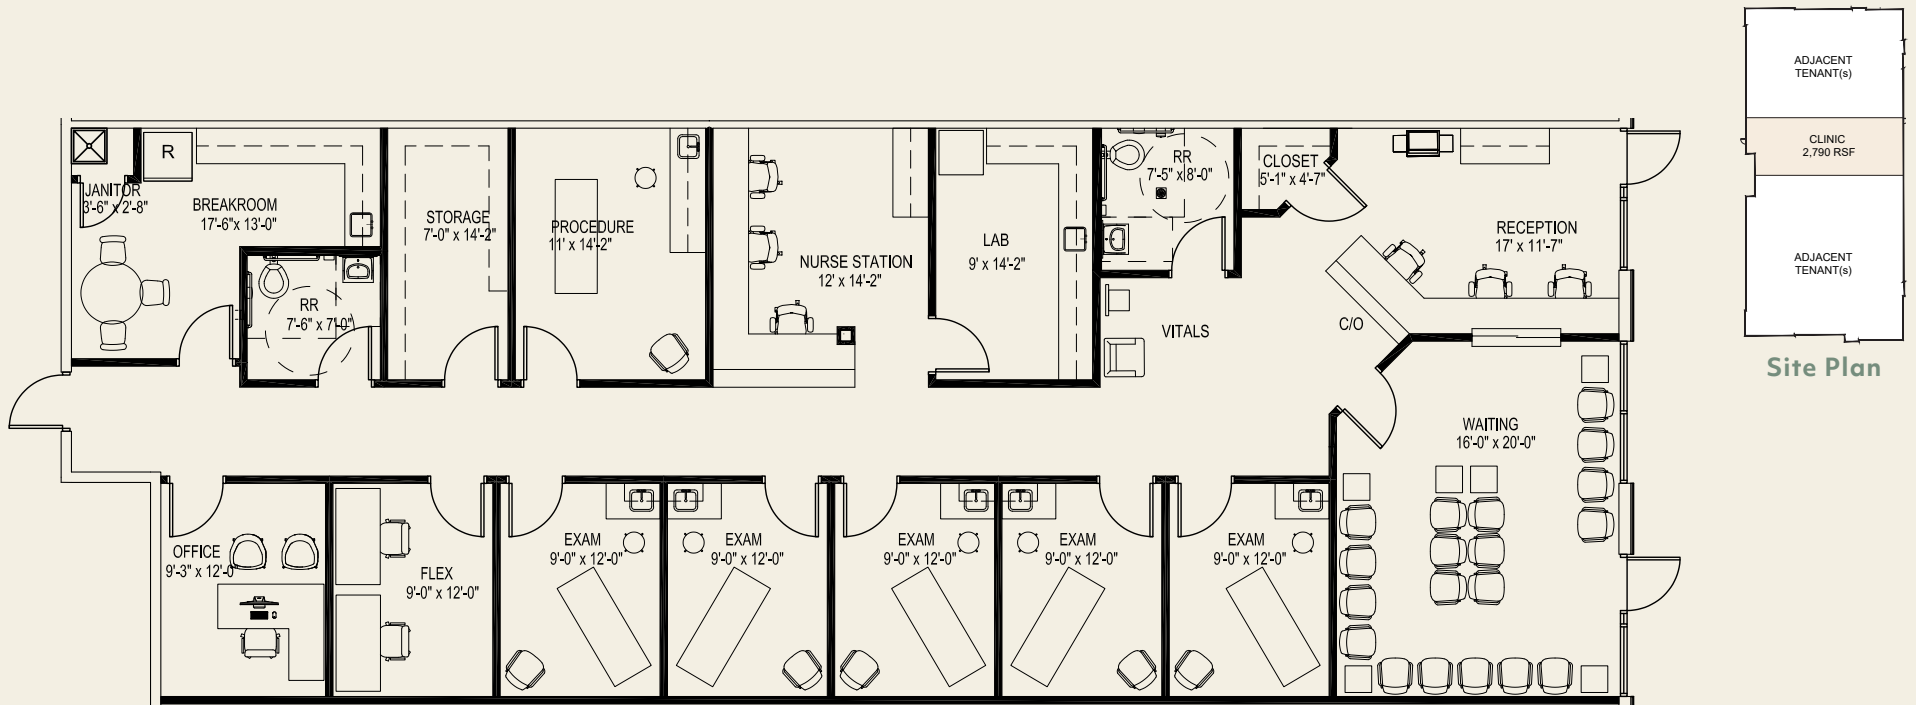 R
JANITOR
3'-6" x 2'-8"
BREAKROOM
17'-6"x 13'-0"
RR
7'-6" x 7'-0"
STORAGE
7'-0" x 14'-2"
PROCEDURE
11' x 14'-2"
NURSE STATION
12' x 14'-2"
LAB
9' x 14'-2"
RR
7'-5" x 8'-0"
CLOSET
5'-1" x 4'-7"
VITALS
C/O
RECEPTION
17' x 11'-7"
WAITING
16'-0" x 20'-0"
OFFICE
9'-3" x 12'-0"
FLEX
9'-0" x 12'-0"
EXAM
9'-0" x 12'-0"
EXAM
9'-0" x 12'-0"
EXAM
9'-0" x 12'-0"
EXAM
9'-0" x 12'-0"
EXAM
9'-0" x 12'-0"
ADJACENT
TENANT(s)
CLINIC
2,790 RSF
ADJACENT
TENANT(s)
Site Plan